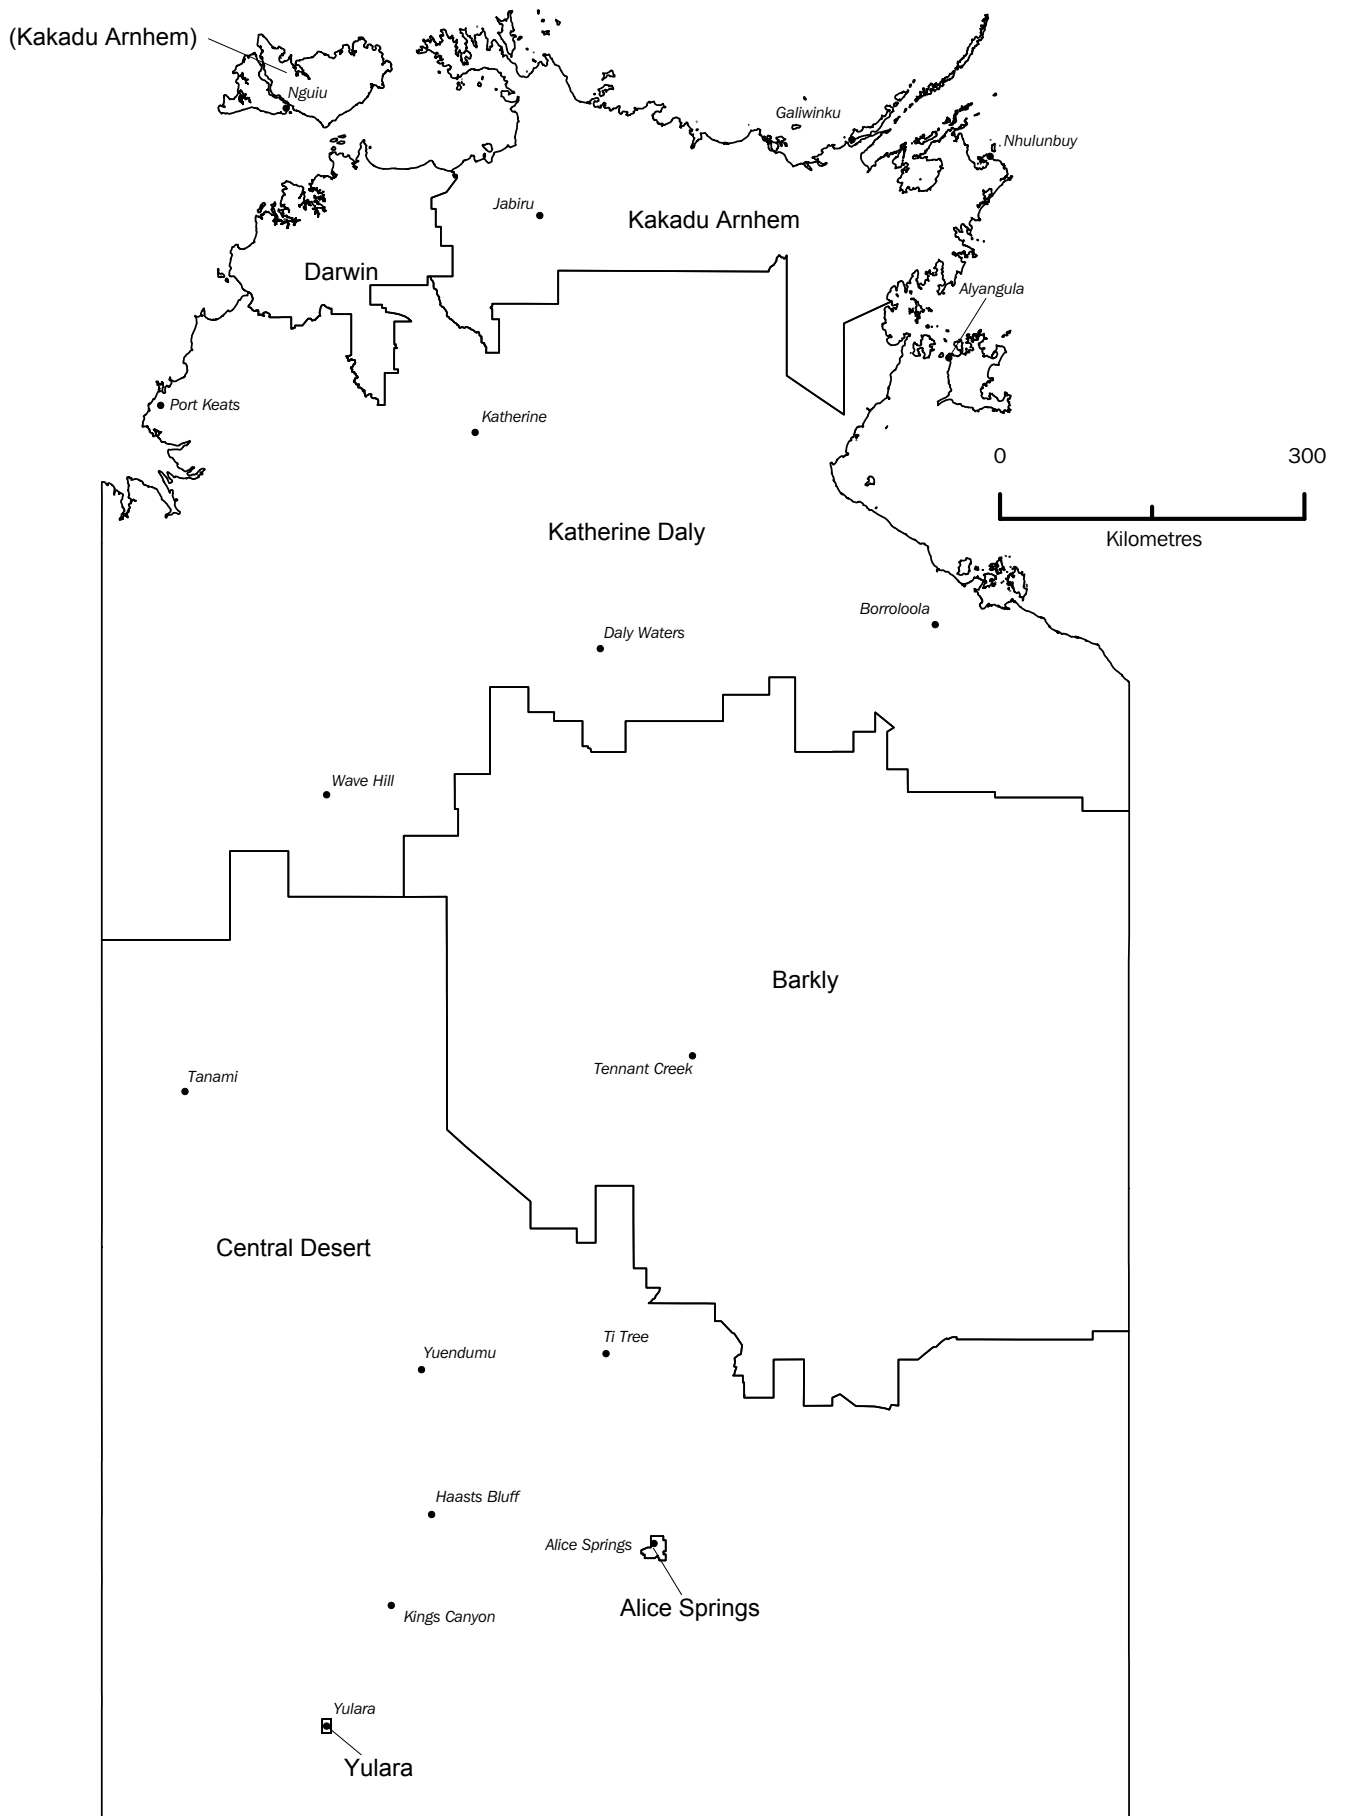 (Kakadu Arnhem)
Nguiu
Galiwinku
Nhulunbuy
Jabiru
Kakadu Arnhem
Darwin
Alyangula
Port Keats
Katherine
0 300
Kilometres
Katherine Daly
Borroloola
Daly Waters
Wave Hill
Barkly
Tennant Creek
Tanami
Central Desert
Ti Tree
Yuendumu
Haasts Bluff
Alice Springs
Alice Springs
Kings Canyon
Yulara
Yulara